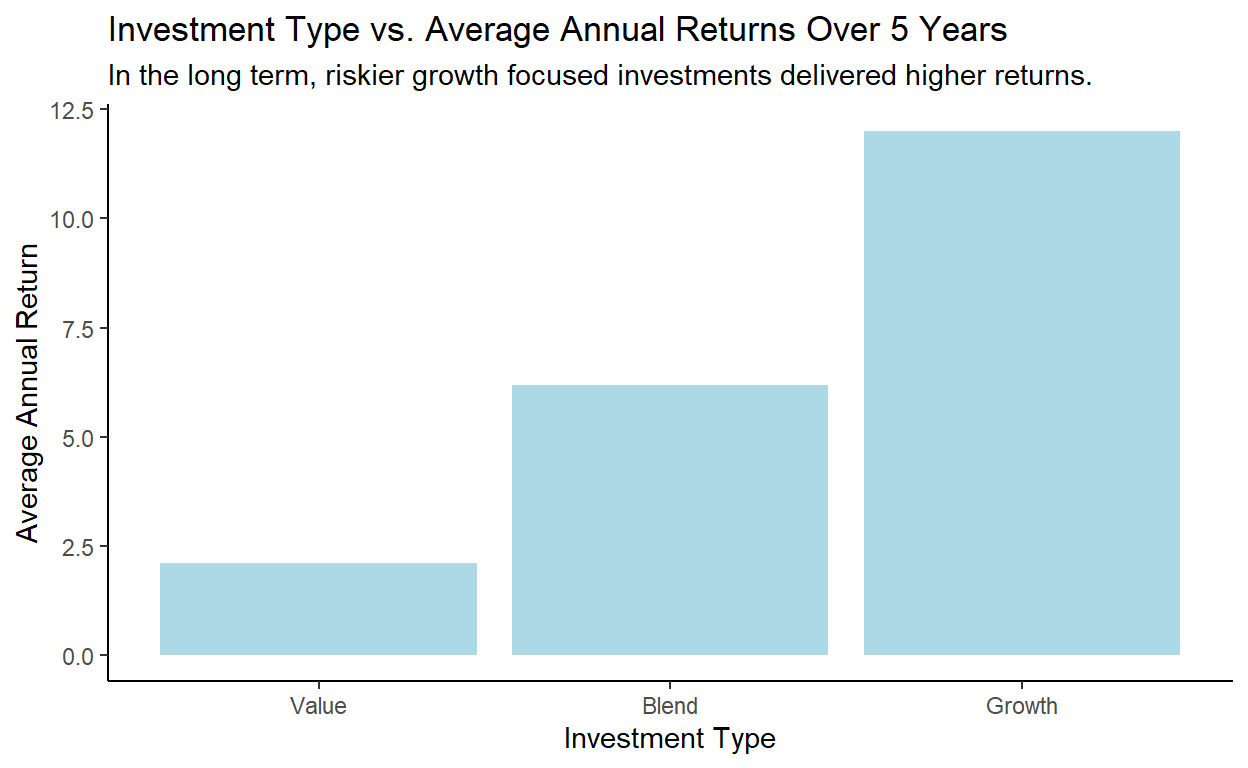 Investment Type vs. Average Annual Returns Over 5 Years
In the long term, riskier growth focused investments delivered higher returns.
12.5
10.0
7.5
5.0
2.5
0.0
Average Annual Return
Value Blend Growth
Investment Type